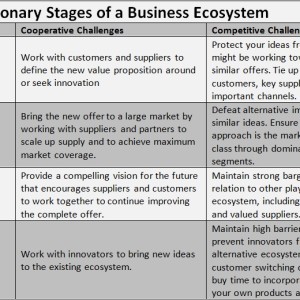 onary Stages of a Business Ecosystem
Cooperative Challenges
Competitive Challen
Work with customers and suppliers to
define the new value proposition around
or seek innovation
Protect your ideas fr
might be working tow
similar offers. Tie up
customers, key supp
important channels.
Bring the new offer to a large market by
working with suppliers and partners to
scale up supply and to achieve maximum
market coverage.
Defeat alternative im
similar ideas. Ensure
approach is the mark
class through domina
segments.
Provide a compelling vision for the future
that encourages suppliers and customers
to work together to continue improving
the complete offer.
Maintain strong barg
relation to other play
ecosystem, including
and valued suppliers.
Work with innovators to bring new ideas
to the existing ecosystem.
Maintain high barrier
prevent innovators f
alternative ecosystem
customer switching c
buy time to incorpor
your own products a